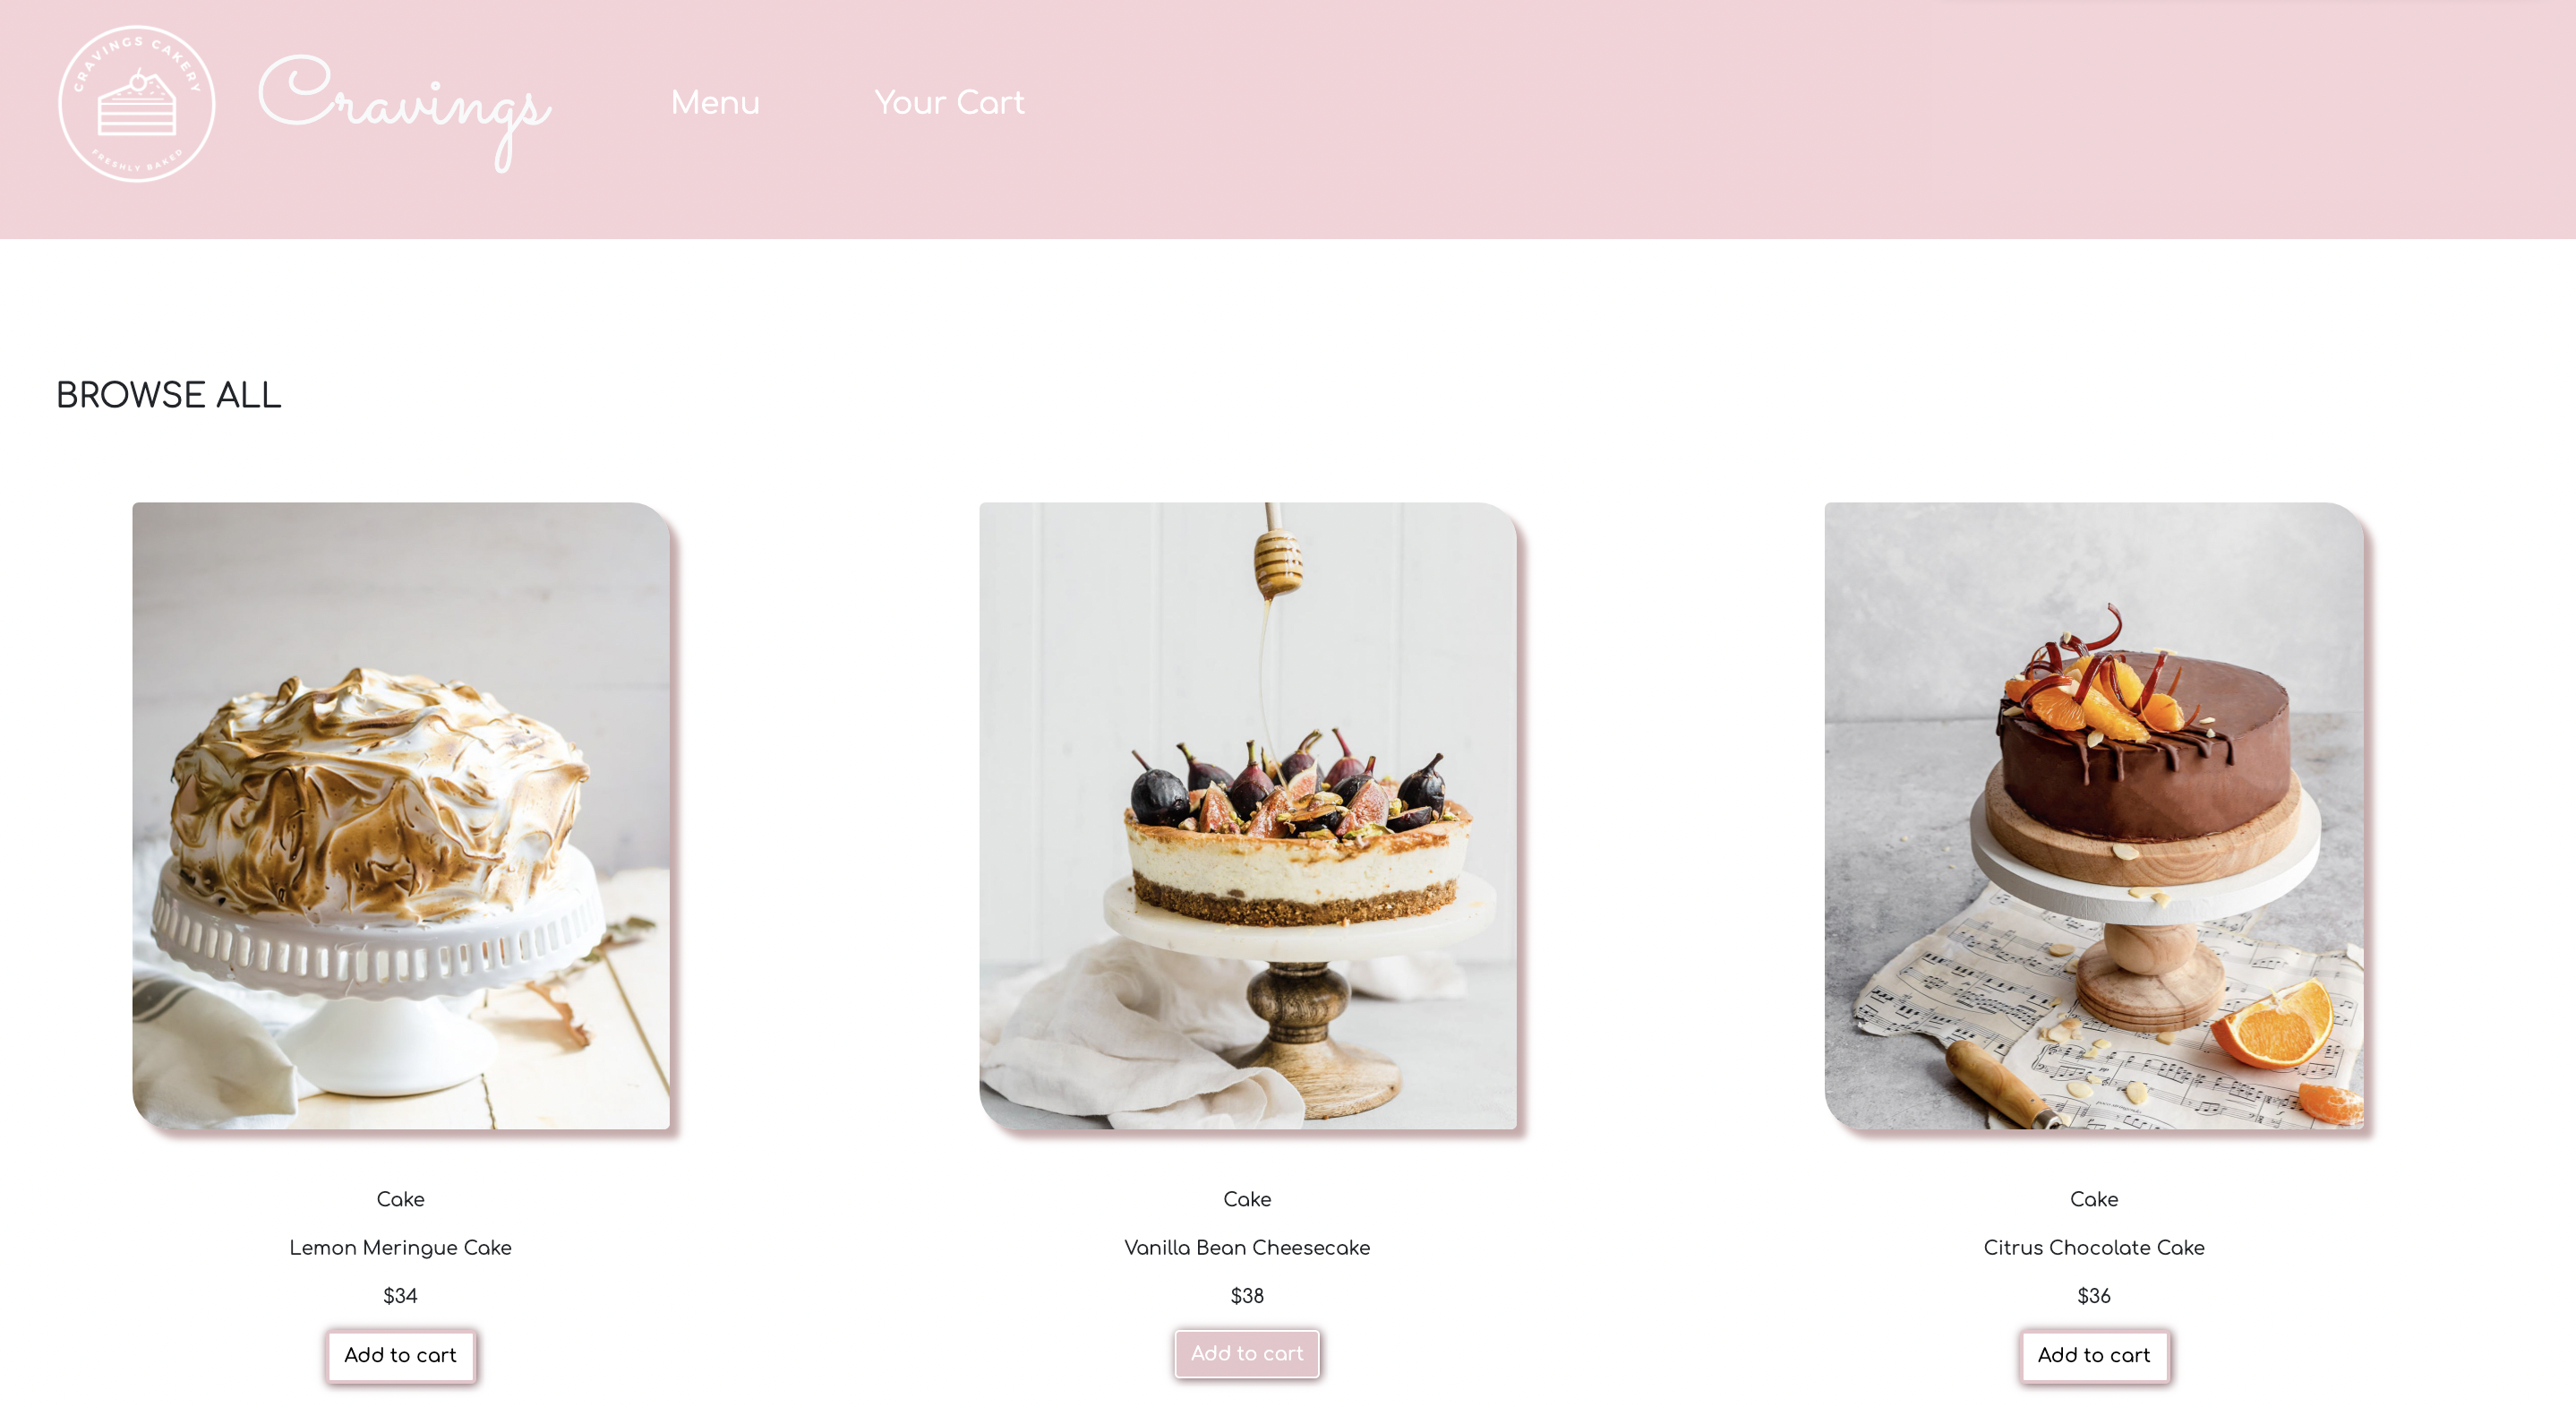 CRAVINGS CAKERY
FRESHLY BAKED
Cravings
Menu
Your Cart
BROWSE ALL
Cake
Lemon Meringue Cake
$34
Add to cart
Cake
Vanilla Bean Cheesecake
$38
Add to cart
Cake
Citrus Chocolate Cake
$36
Add to cart